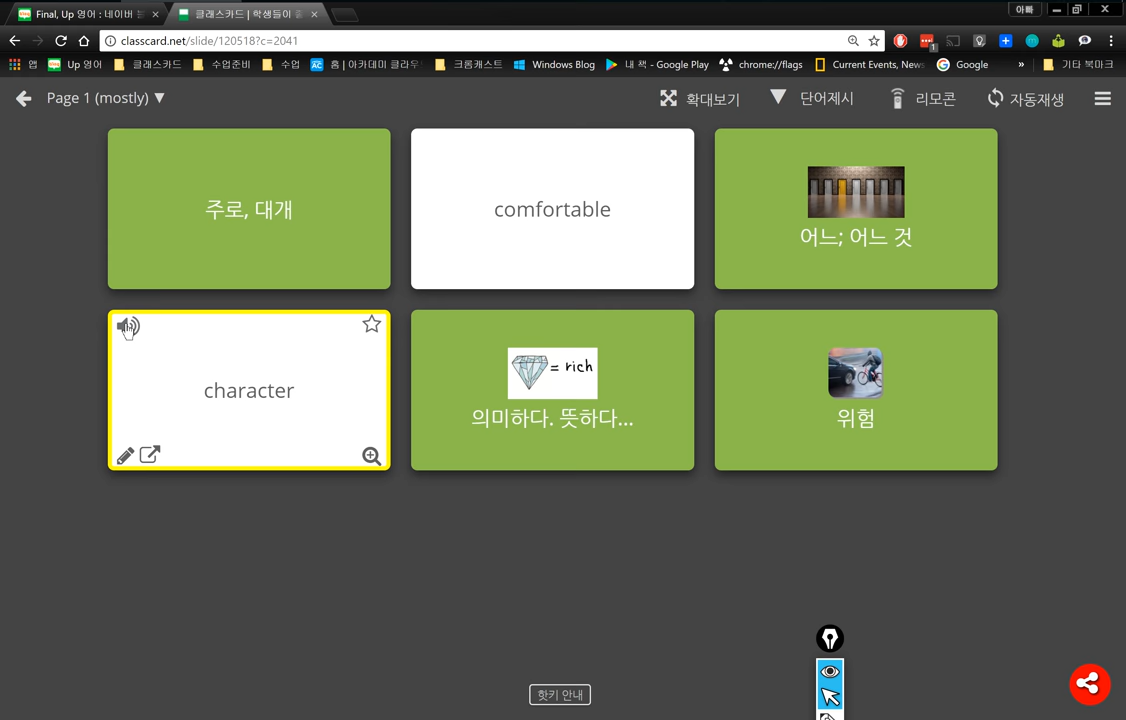 Final, Up 영어 : 네이버 블
클래스카드 | 학생들이 좋
아빠
classcard.net/slide/120518?c=2041
1
앱
Up 영어
클래스카드
수업준비
수업
홈 | 아카데미 클라우
크롬캐스트
Windows Blog
내 책 - Google Play
chrome://flags
Current Events, News
Google
»
기타 북마크
Page 1 (mostly) ▼
확대보기
단어제시
리모콘
자동재생
주로, 대개
comfortable
어느; 어느 것
character
= rich
의미하다. 뜻하다...
위험
핫키 안내